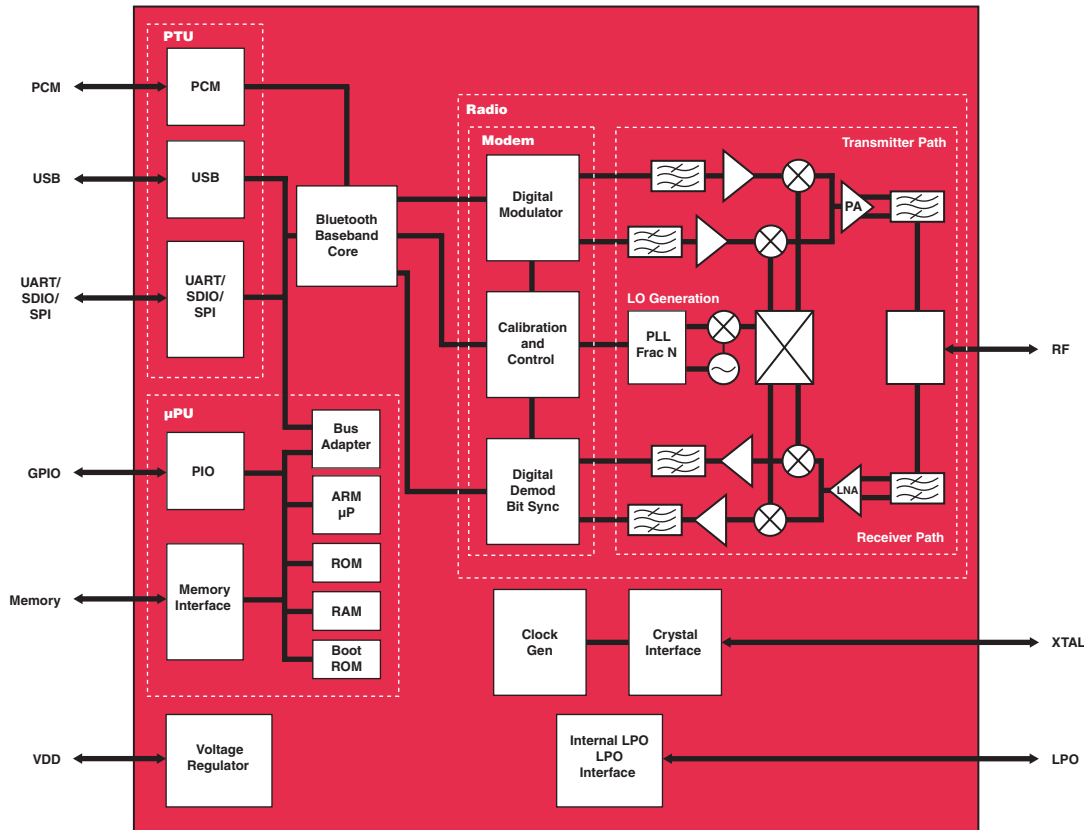 PTU
PCM
PCM
USB
USB
UART/
SDIO/
SPI
UART/
SDIO/
SPI
Bluetooth
Baseband
Core
Radio
Modem
Digital
Modulator
Calibration
and
Control
Digital
Demod
Bit Sync
Transmitter Path
PA
LO Generation
PLL
Frac N
LNA
Receiver Path
RF
µPU
GPIO
PIO
Bus
Adapter
ARM
µP
ROM
RAM
Boot
ROM
Memory
Memory
Interface
Clock
Gen
Crystal
Interface
XTAL
VDD
Voltage
Regulator
Internal LPO
LPO
Interface
LPO